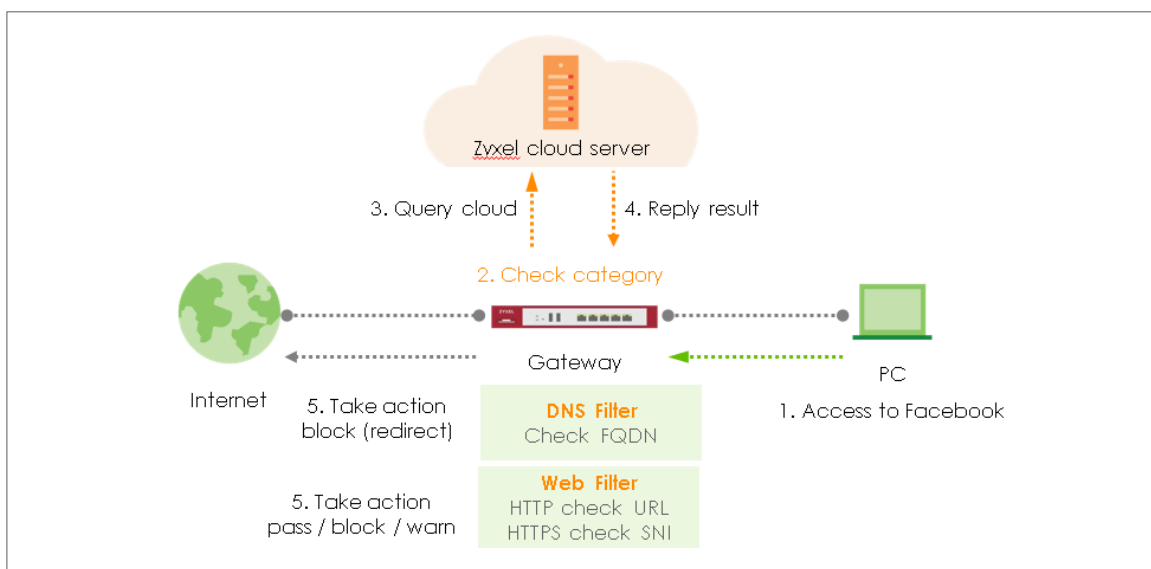 Zyxel cloud server
3. Query cloud
4. Reply result
2. Check category
ZYXEL
Gateway
Internet
PC
1. Access to Facebook
5. Take action
block (redirect)
DNS Filter
Check FQDN
5. Take action
pass / block / warn
Web Filter
HTTP check URL
HTTPS check SNI